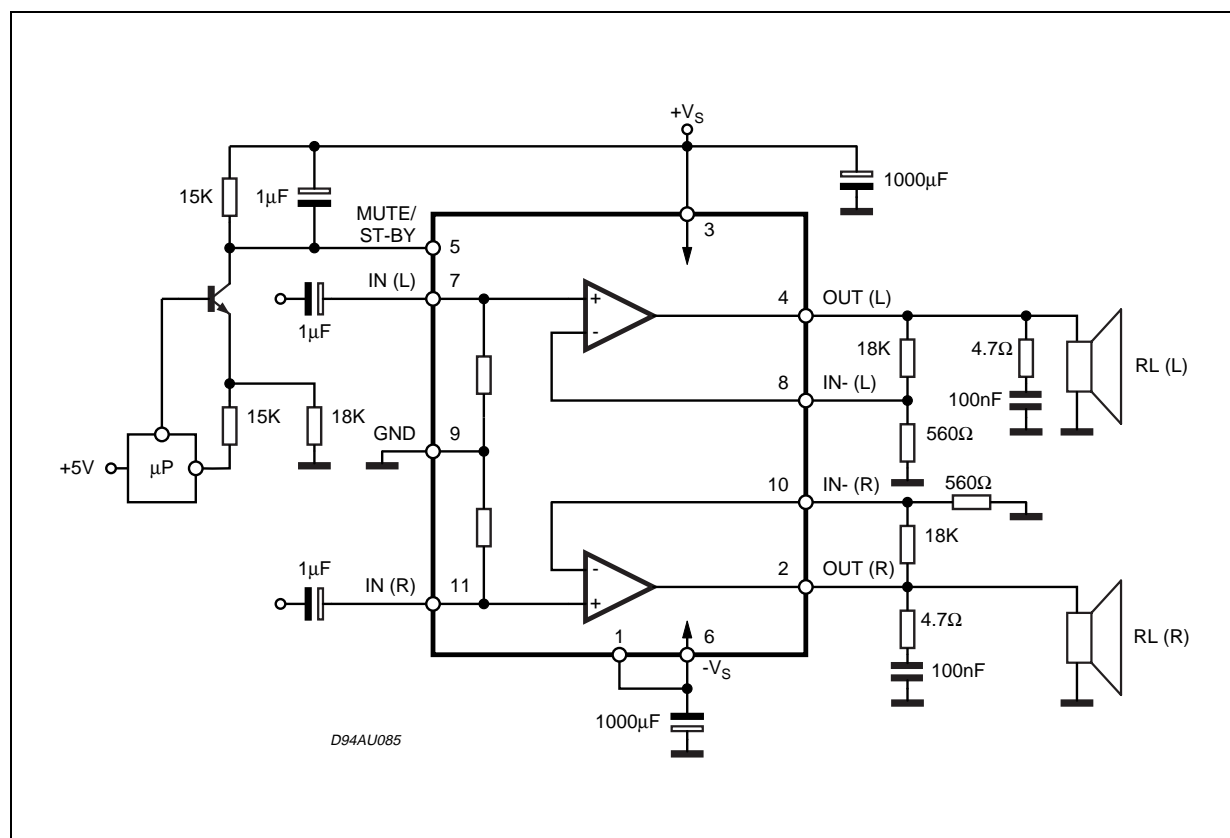 +VS
15K
1µF
1000µF
MUTE/
ST-BY
5
3
IN (L)
7
1µF
+
-
4
OUT (L)
18K
4.7Ω
RL (L)
8
IN- (L)
100nF
15K
18K
GND
9
560Ω
+5V
µP
10
IN- (R)
560Ω
18K
1µF
IN (R)
11
-
+
2
OUT (R)
4.7Ω
RL (R)
1
6
-VS
100nF
1000µF
D94AU085